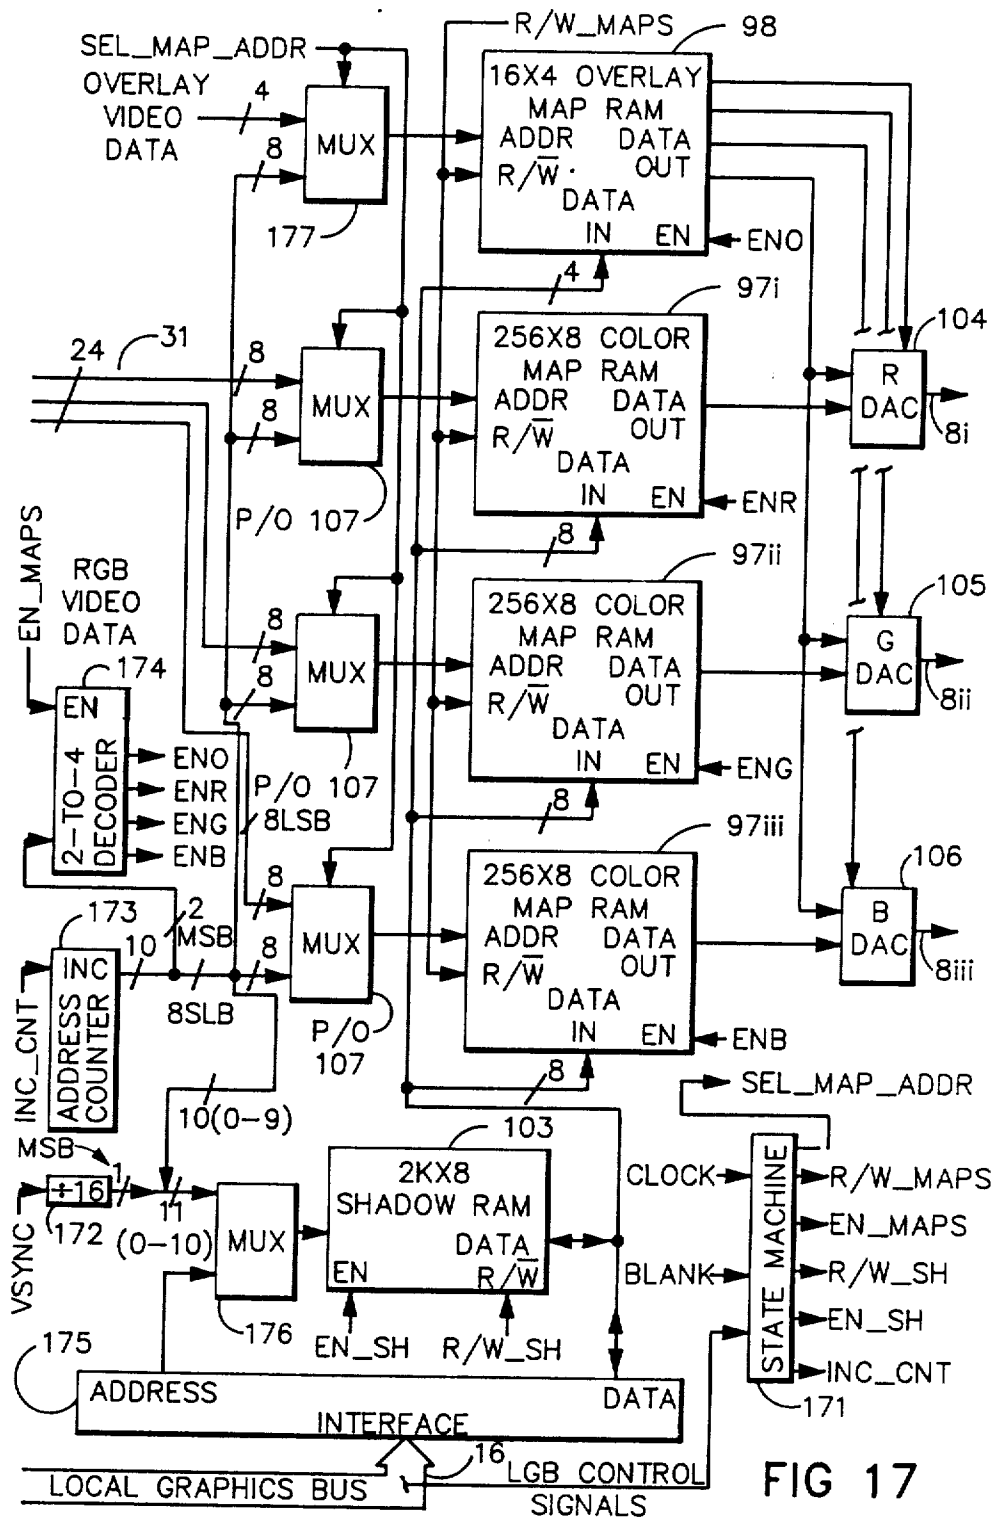 R/W_MAPS
98
SEL_MAP_ADDR
OVERLAY
VIDEO
DATA
4
8
MUX
177
16X4 OVERLAY
MAP RAM
ADDR DATA
OUT
R/W
DATA
IN EN
ENO
4
97i
31
24
8
8
MUX
P/O 107
256X8 COLOR
MAP RAM
ADDR DATA
OUT
R/W
DATA
IN EN
ENR
8
104
R
DAC
8i
EN_MAPS
RGB
VIDEO
DATA
174
EN
2-TO-4
DECODER
ENO
ENR
ENG
ENB
8
8
MUX
P/O 107
8LSB
97ii
256X8 COLOR
MAP RAM
ADDR DATA
OUT
R/W
DATA
IN EN
ENG
8
105
G
DAC
8ii
97iii
8
8
MUX
P/O
107
256X8 COLOR
MAP RAM
ADDR DATA
OUT
R/W
DATA
IN EN
ENB
8
106
B
DAC
8iii
173
2
MSB
INC
ADDRESS
COUNTER
INC_CNT
10
8SLB
10(0-9)
MSB
1
÷16
172
VSYNC
11
(0-10)
MUX
176
103
2KX8
SHADOW RAM
DATA
EN R/W
EN_SH R/W_SH
175
ADDRESS DATA
INTERFACE
16
LOCAL GRAPHICS BUS
LGB CONTROL
SIGNALS
SEL_MAP_ADDR
CLOCK
BLANK
STATE MACHINE
R/W_MAPS
EN_MAPS
R/W_SH
EN_SH
INC_CNT
171
FIG 17